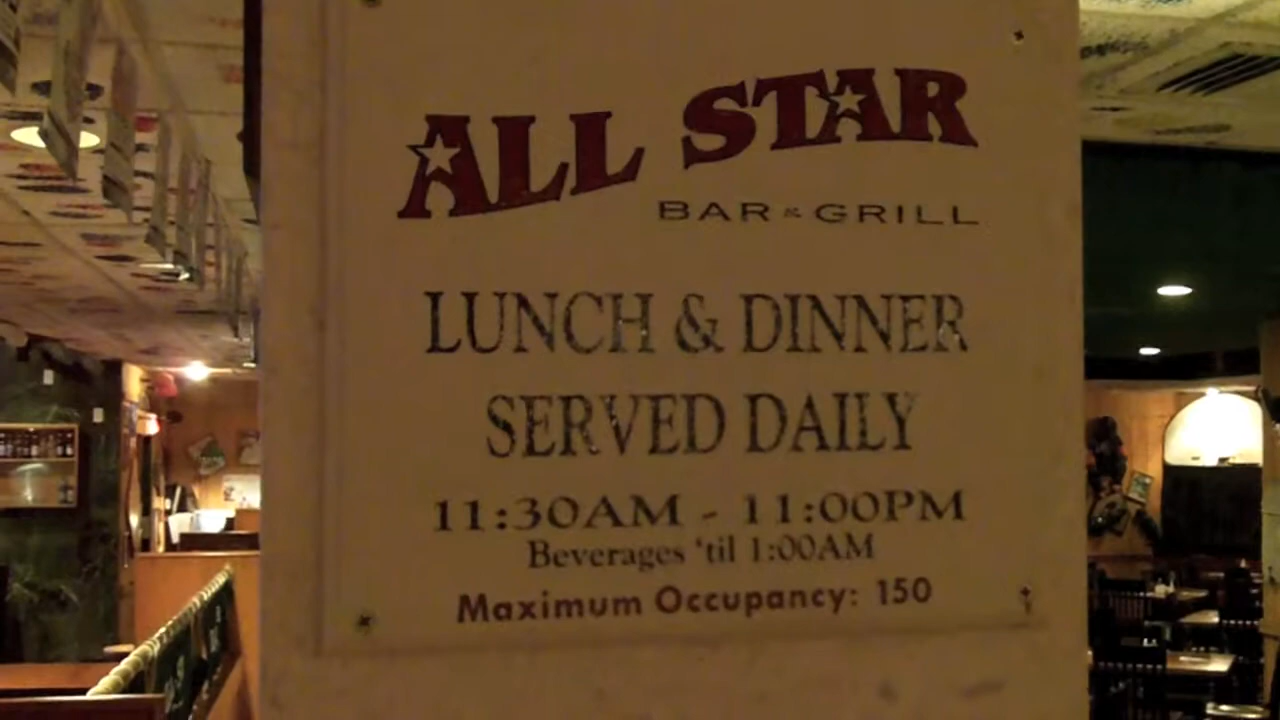 ALL STAR
BAR & GRILL
LUNCH & DINNER
SERVED DAILY
11:30AM - 11:00PM
Beverages 'til 1:00AM
Maximum Occupancy: 150